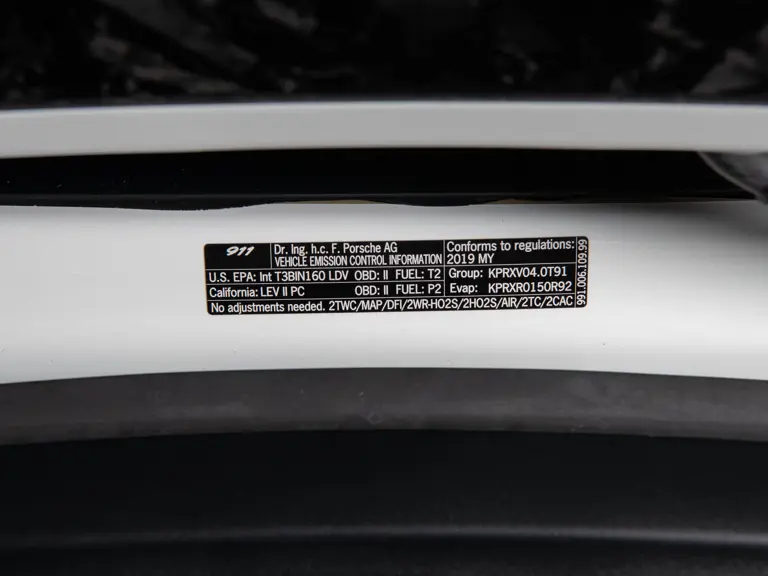 911 Dr. Ing. h.c. F. Porsche AG
VEHICLE EMISSION CONTROL INFORMATION
Conforms to regulations:
2019 MY
U.S. EPA: Int T3BIN160 LDV OBD: II FUEL: T2
Group: KPRXV04.0T91
California: LEV II PC OBD: II FUEL: P2
Evap: KPRXR0150R92
No adjustments needed. 2TWC/MAP/DFI/2WR-HO2S/2HO2S/AIR/2TC/2CAC
991.006.109.99